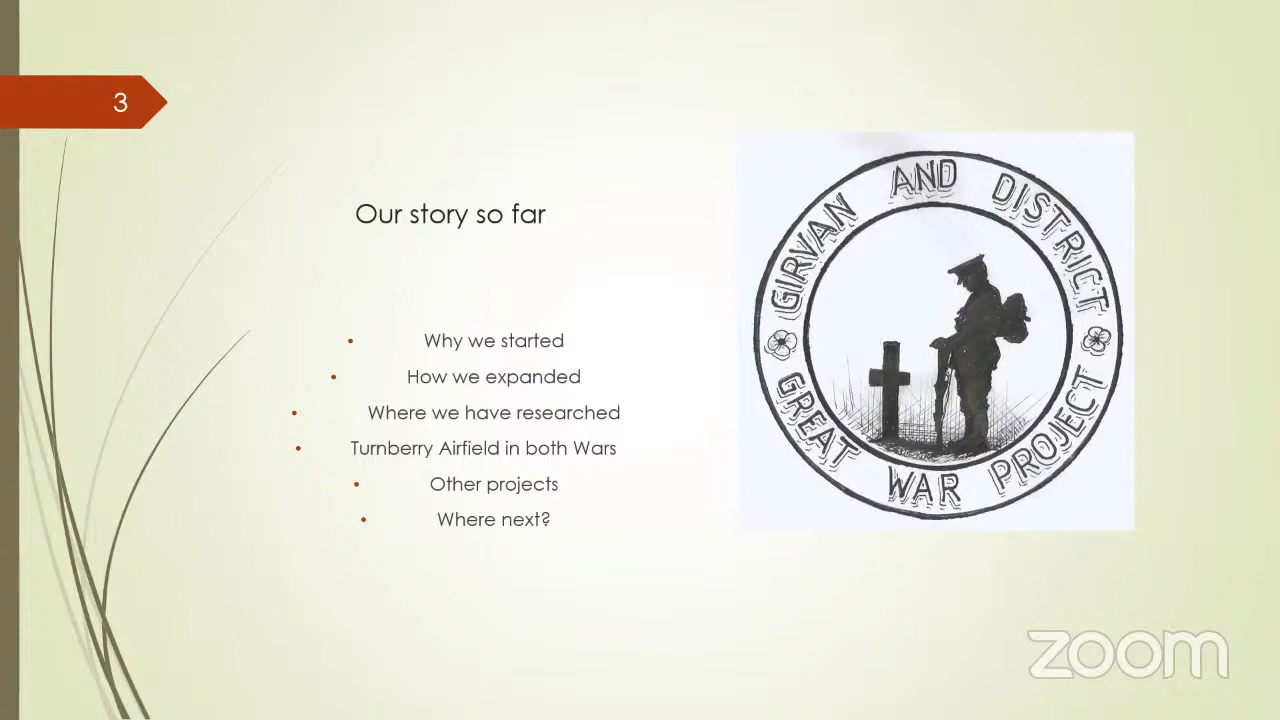 3
Our story so far
• Why we started
• How we expanded
• Where we have researched
• Turnberry Airfield in both Wars
• Other projects
• Where next?
GIRVAN AND DISTRICT
GREAT WAR PROJECT
zoom